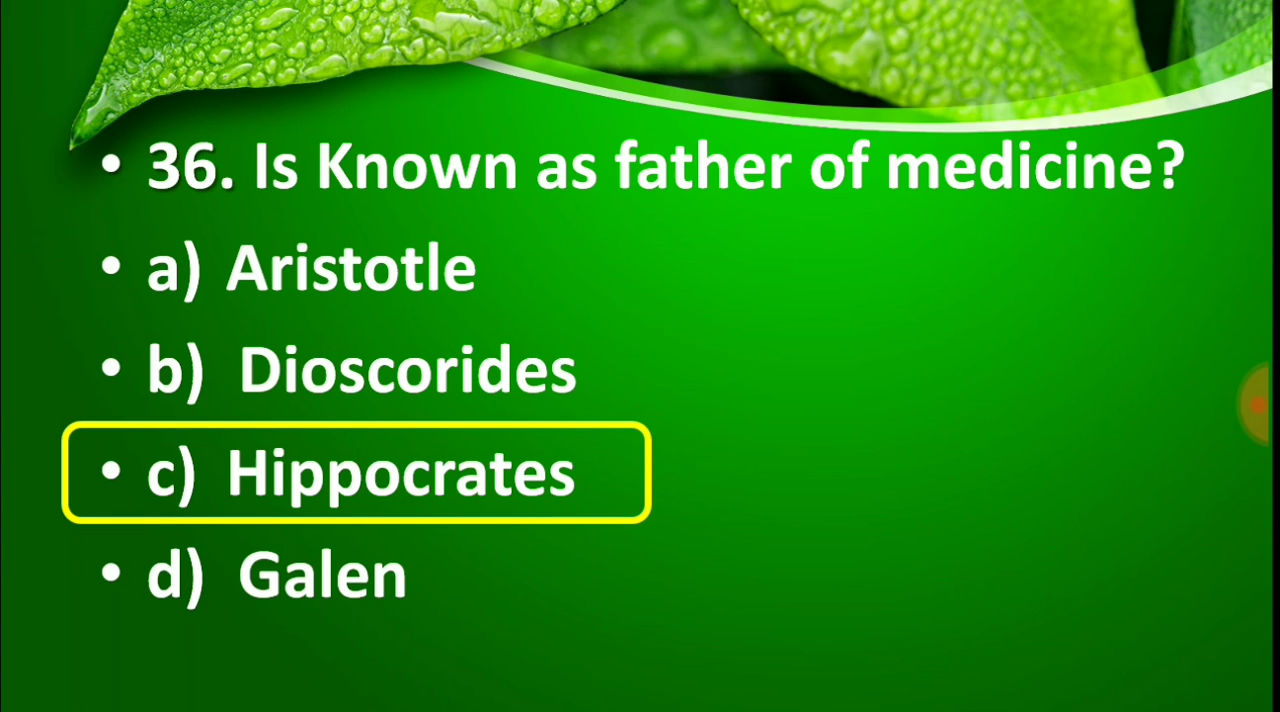 • 36. Is Known as father of medicine?
• a) Aristotle
• b) Dioscorides
• c) Hippocrates
• d) Galen